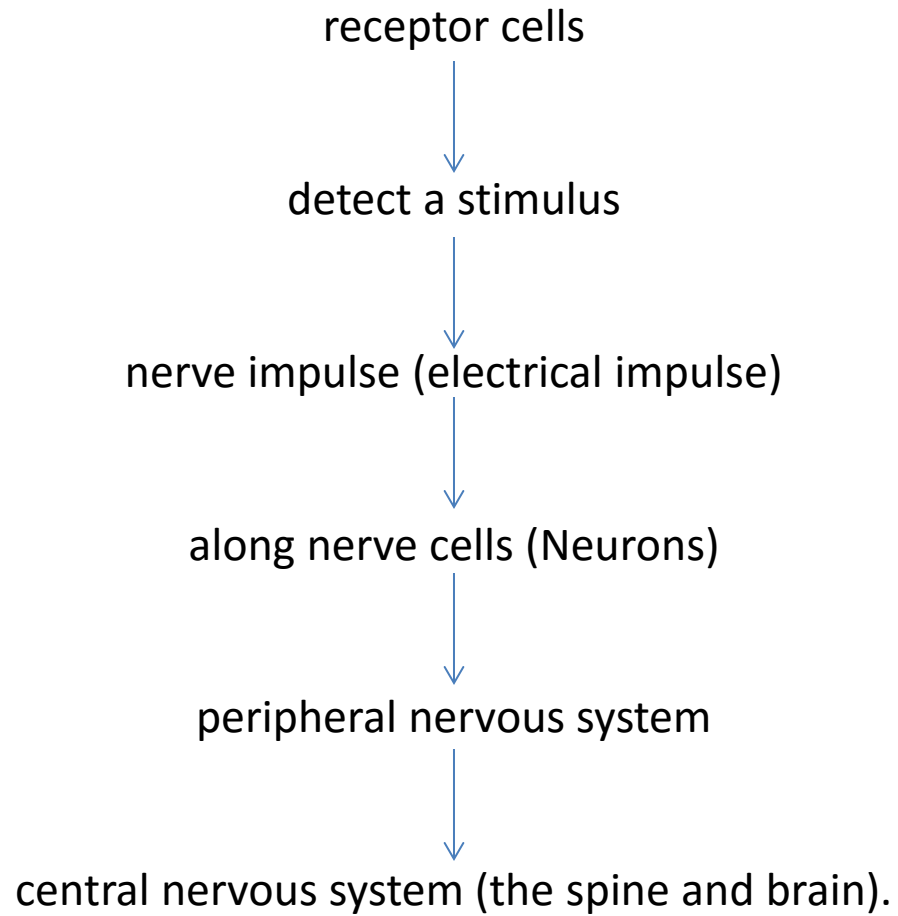 receptor cells
detect a stimulus
nerve impulse (electrical impulse)
along nerve cells (Neurons)
peripheral nervous system
central nervous system (the spine and brain).